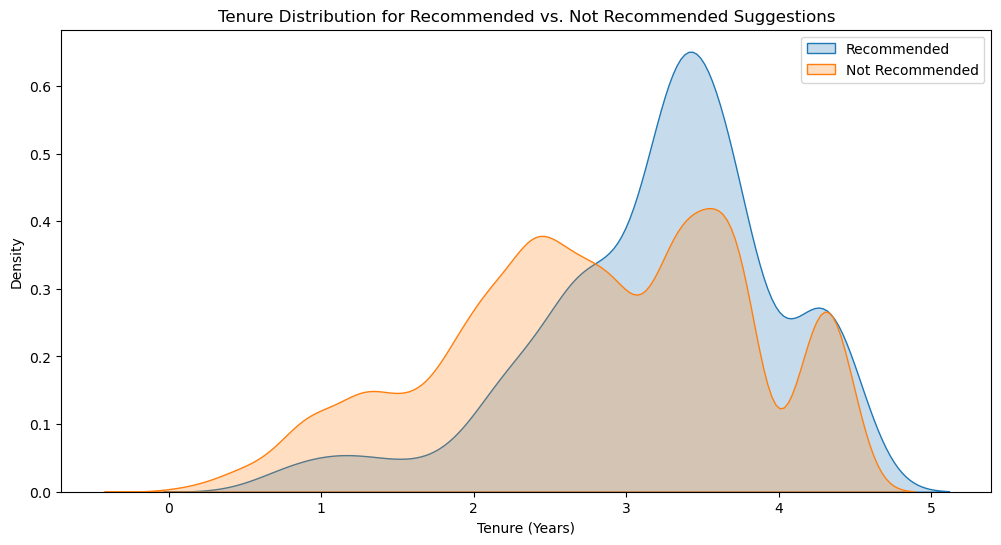 Tenure Distribution for Recommended vs. Not Recommended Suggestions
Recommended
Not Recommended
Density
0.6
0.5
0.4
0.3
0.2
0.1
0.0
0 1 2 3 4 5
Tenure (Years)